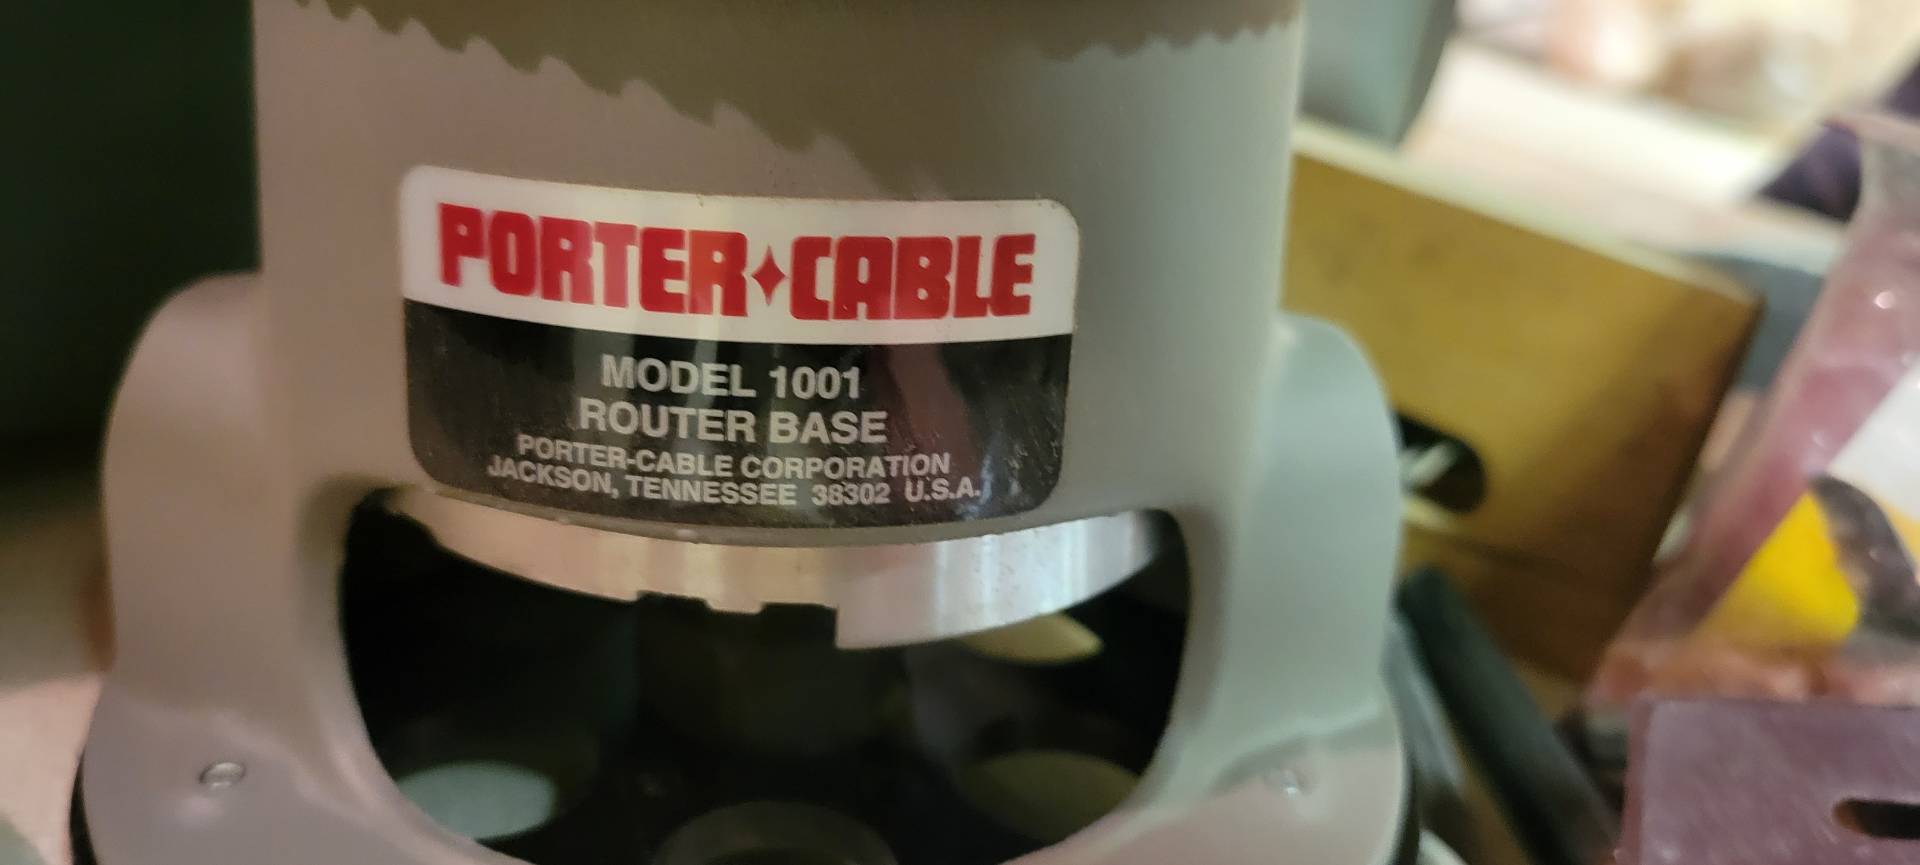 PORTER✦CABLE
MODEL 1001
ROUTER BASE
PORTER-CABLE CORPORATION
JACKSON, TENNESSEE 38302 U.S.A.